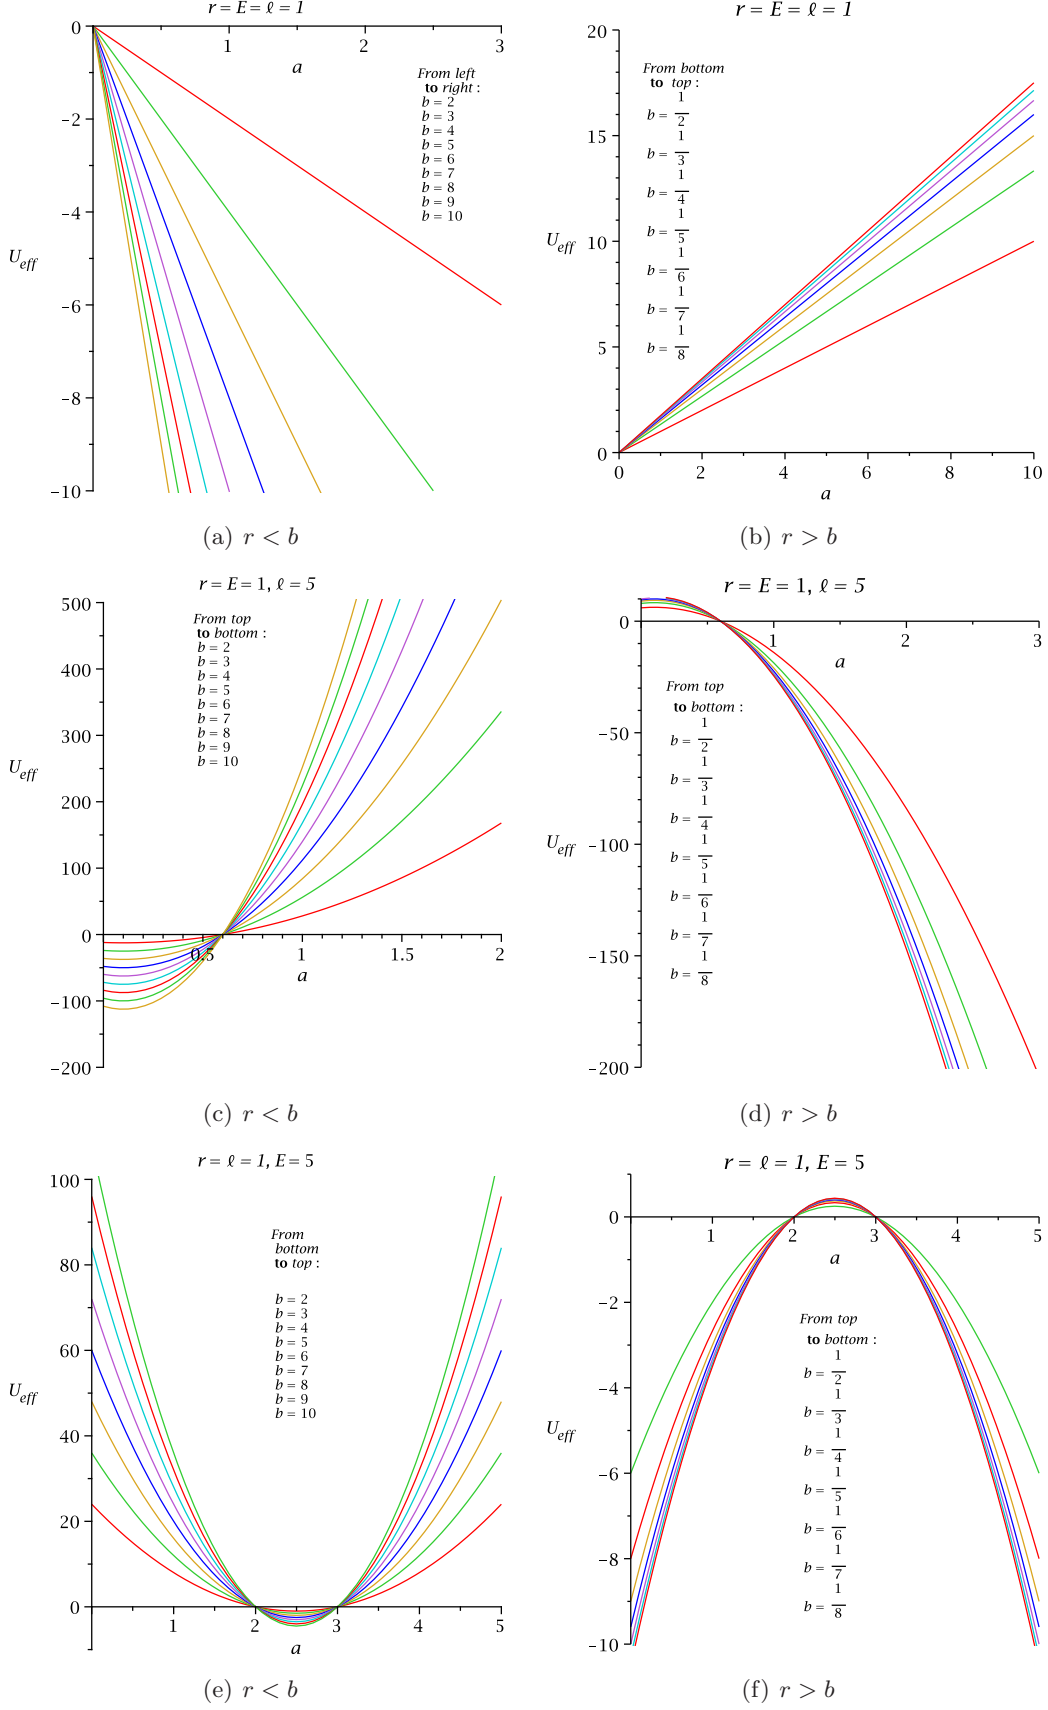 r = E = ℓ = 1
0
1
2
3
a
From left
to right :
b = 2
b = 3
b = 4
b = 5
b = 6
b = 7
b = 8
b = 9
b = 10
−2
−4
U_eff
−6
−8
−10
(a) r < b
r = E = ℓ = 1
20
From bottom
to top :
b = 1/2
b = 1/3
b = 1/4
b = 1/5
b = 1/6
b = 1/7
b = 1/8
15
10
U_eff
5
0
0
2
4
6
8
10
a
(b) r > b
r = E = 1, ℓ = 5
500
From top
to bottom :
b = 2
b = 3
b = 4
b = 5
b = 6
b = 7
b = 8
b = 9
b = 10
400
300
U_eff
200
100
0
0.5
1
1.5
2
a
−100
−200
(c) r < b
r = E = 1, ℓ = 5
0
1
2
3
a
From top
to bottom :
b = 1/2
b = 1/3
b = 1/4
b = 1/5
b = 1/6
b = 1/7
b = 1/8
−50
U_eff
−100
−150
−200
(d) r > b
r = ℓ = 1, E = 5
100
From
bottom
to top :
b = 2
b = 3
b = 4
b = 5
b = 6
b = 7
b = 8
b = 9
b = 10
80
60
U_eff
40
20
0
1
2
3
4
5
a
(e) r < b
r = ℓ = 1, E = 5
0
1
2
3
4
5
a
From top
to bottom :
b = 1/2
b = 1/3
b = 1/4
b = 1/5
b = 1/6
b = 1/7
b = 1/8
−2
−4
U_eff
−6
−8
−10
(f) r > b